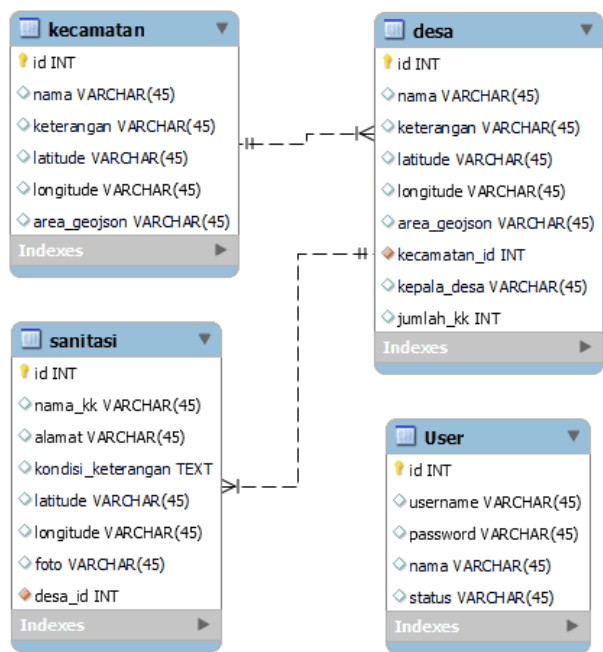 kecamatan
id INT
nama VARCHAR(45)
keterangan VARCHAR(45)
latitude VARCHAR(45)
longitude VARCHAR(45)
area_geojson VARCHAR(45)
Indexes
desa
id INT
nama VARCHAR(45)
keterangan VARCHAR(45)
latitude VARCHAR(45)
longitude VARCHAR(45)
area_geojson VARCHAR(45)
kecamatan_id INT
kepala_desa VARCHAR(45)
jumlah_kk INT
Indexes
sanitasi
id INT
nama_kk VARCHAR(45)
alamat VARCHAR(45)
kondisi_keterangan TEXT
latitude VARCHAR(45)
longitude VARCHAR(45)
foto VARCHAR(45)
desa_id INT
Indexes
User
id INT
username VARCHAR(45)
password VARCHAR(45)
nama VARCHAR(45)
status VARCHAR(45)
Indexes